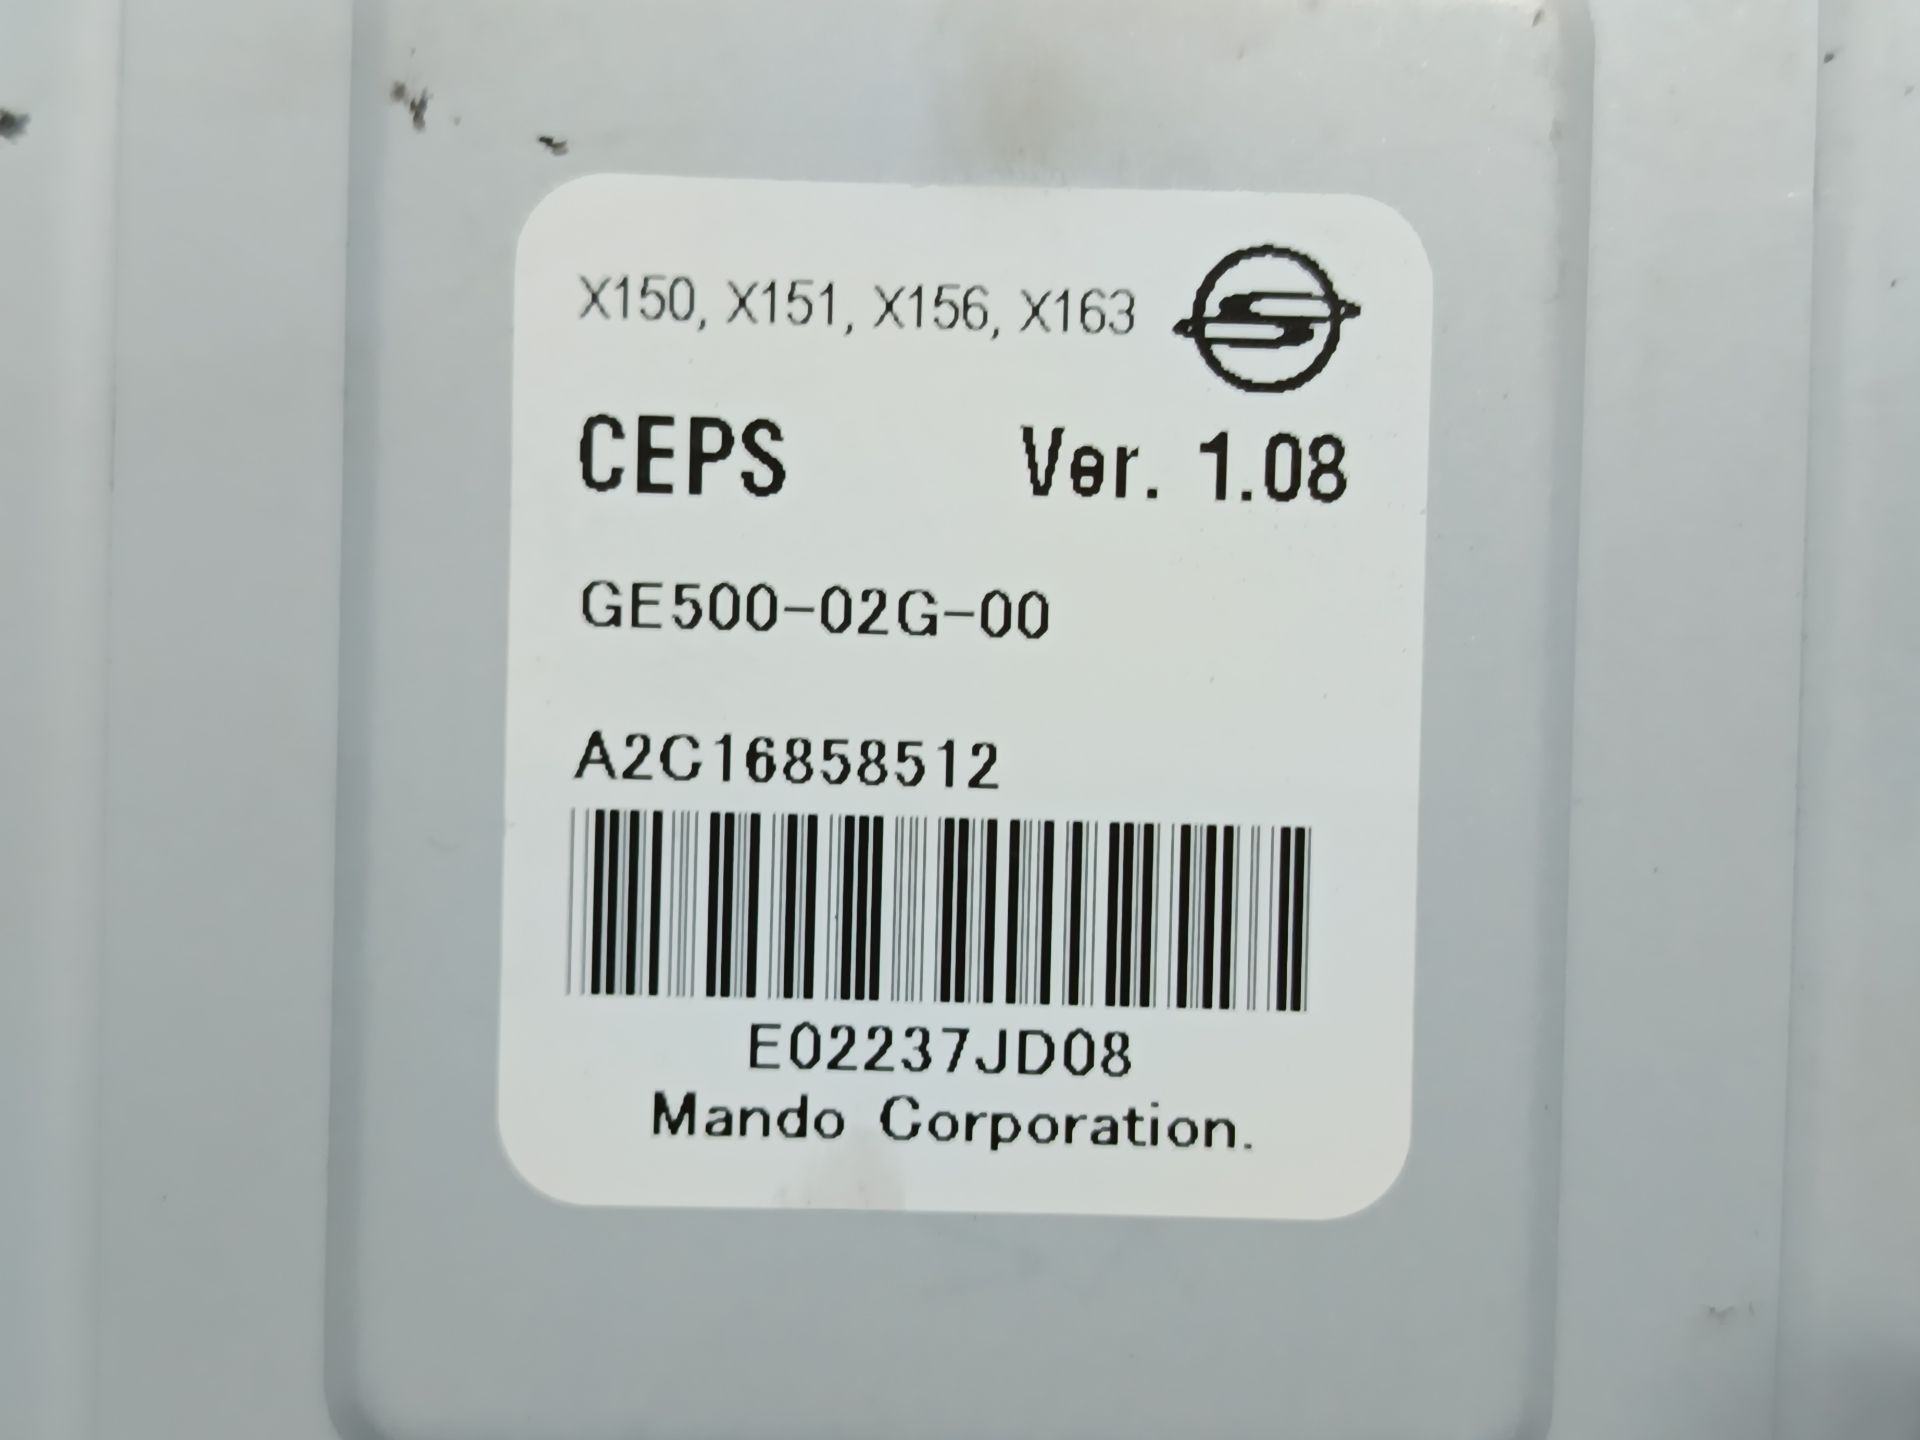 X150, X151, X156, X163
CEPS Ver. 1.08
GE500-02G-00
A2C16858512
E02237JD08
Mando Corporation.